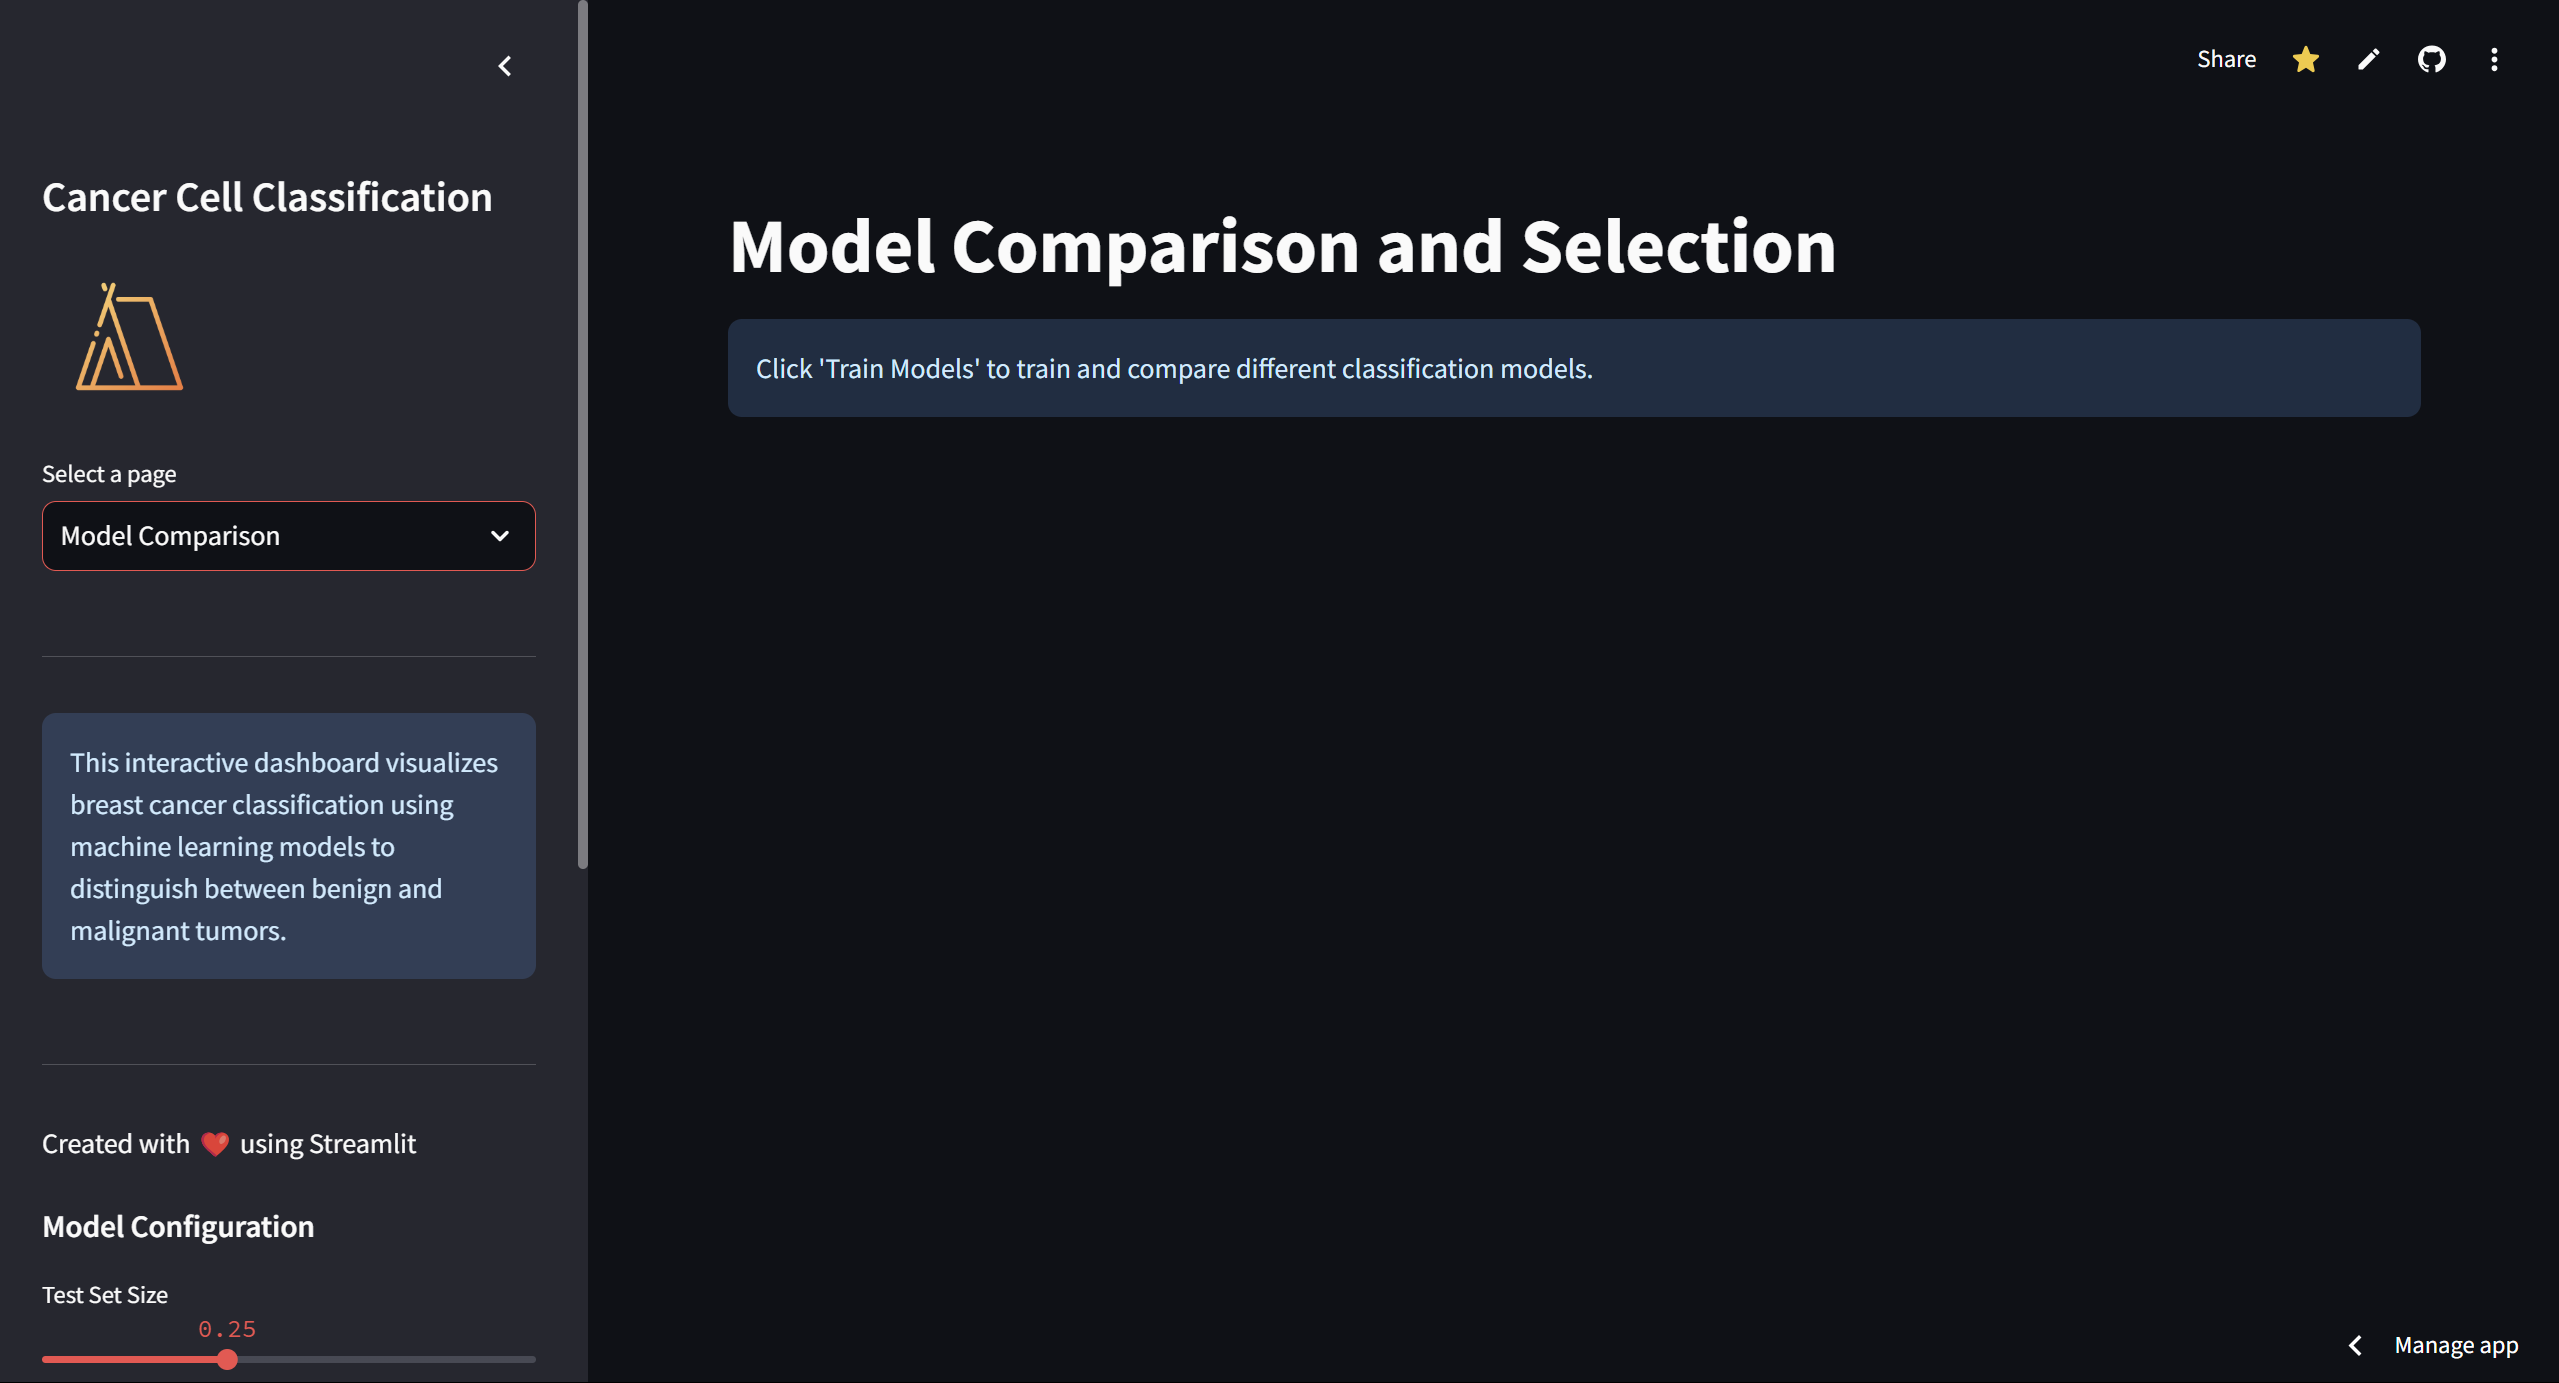 Cancer Cell Classification
Select a page
Model Comparison
This interactive dashboard visualizes
breast cancer classification using
machine learning models to
distinguish between benign and
malignant tumors.
Created with ❤️ using Streamlit
Model Configuration
Test Set Size
0.25
Share
Model Comparison and Selection
Click 'Train Models' to train and compare different classification models.
Manage app